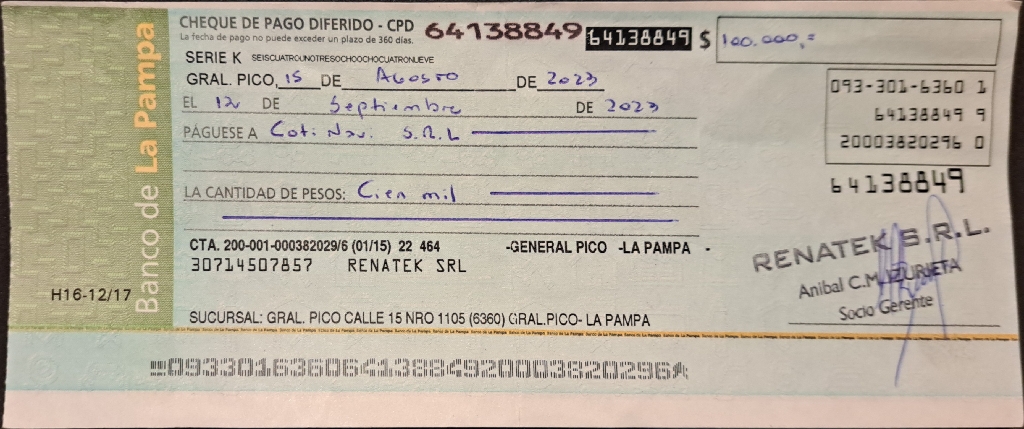 Banco de La Pampa
H16-12/17
CHEQUE DE PAGO DIFERIDO - CPD 64138849 64138849 $ 100.000,=
La fecha de pago no puede exceder un plazo de 360 días.
SERIE K SEISCUATROUNOTRESOCHOOCHOCUATRONUEVE
GRAL. PICO, 15 DE Agosto DE 2023
EL 12 DE Septiembre DE 2023
PÁGUESE A Coti Nav. S.R.L
LA CANTIDAD DE PESOS: Cien mil
093-301-6360 1
64138849 9
20003820296 0
64138849
CTA. 200-001-000382029/6 (01/15) 22 464 -GENERAL PICO -LA PAMPA -
30714507857 RENATEK SRL
RENATEK S.R.L.
Anibal C.M. IZURIETA
Socio Gerente
SUCURSAL: GRAL. PICO CALLE 15 NRO 1105 (6360) GRAL.PICO- LA PAMPA
09330163606413884920003820296